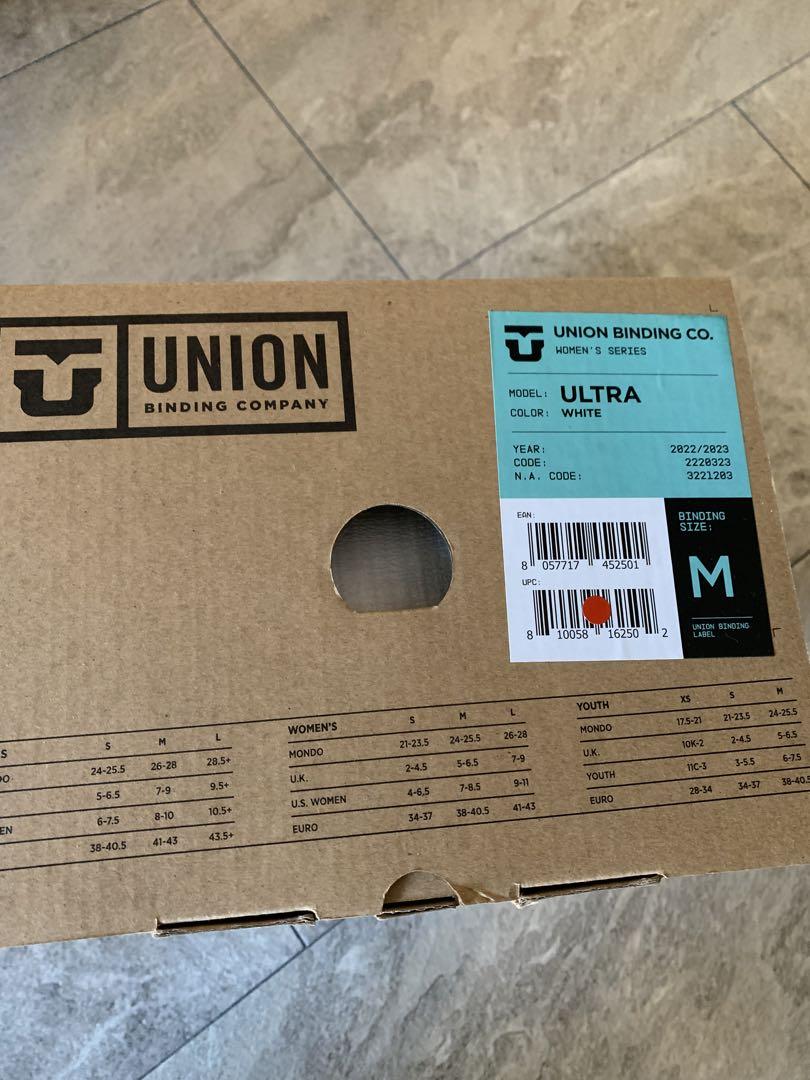 UNION
BINDING COMPANY
UNION BINDING CO.
WOMEN'S SERIES
MODEL: ULTRA
COLOR: WHITE
YEAR: 2022/2023
CODE: 2220323
N.A. CODE: 3221203
EAN:
8 057717 452501
UPC:
8 10058 16250 2
BINDING
SIZE:
M
UNION BINDING
LABEL
S S M L
DO 24-25.5 26-28 28.5+
5-6.5 7-9 9.5+
EN 6-7.5 8-10 10.5+
38-40.5 41-43 43.5+
WOMEN'S S M L
MONDO 21-23.5 24-25.5 26-28
U.K. 2-4.5 5-6.5 7-9
U.S. WOMEN 4-6.5 7-8.5 9-11
EURO 34-37 38-40.5 41-43
YOUTH XS S M
MONDO 17.5-21 21-23.5 24-25.5
U.K. 10K-2 2-4.5 5-6.5
YOUTH 11C-3 3-5.5 6-7.5
EURO 28-34 34-37 38-40.5